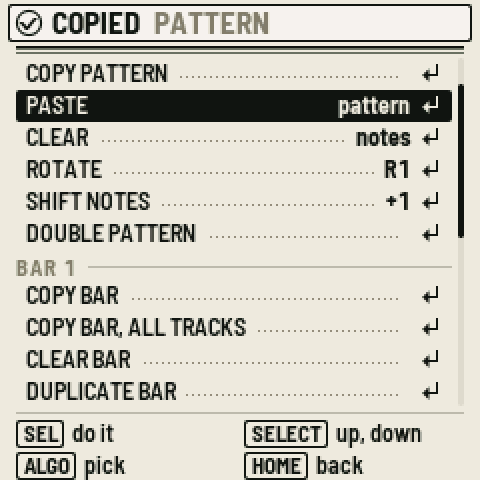 COPIED PATTERN
COPY PATTERN
PASTE pattern
CLEAR notes
ROTATE R1
SHIFT NOTES +1
DOUBLE PATTERN
BAR 1
COPY BAR
COPY BAR, ALL TRACKS
CLEAR BAR
DUPLICATE BAR
SEL do it SELECT up, down
ALGO pick HOME back